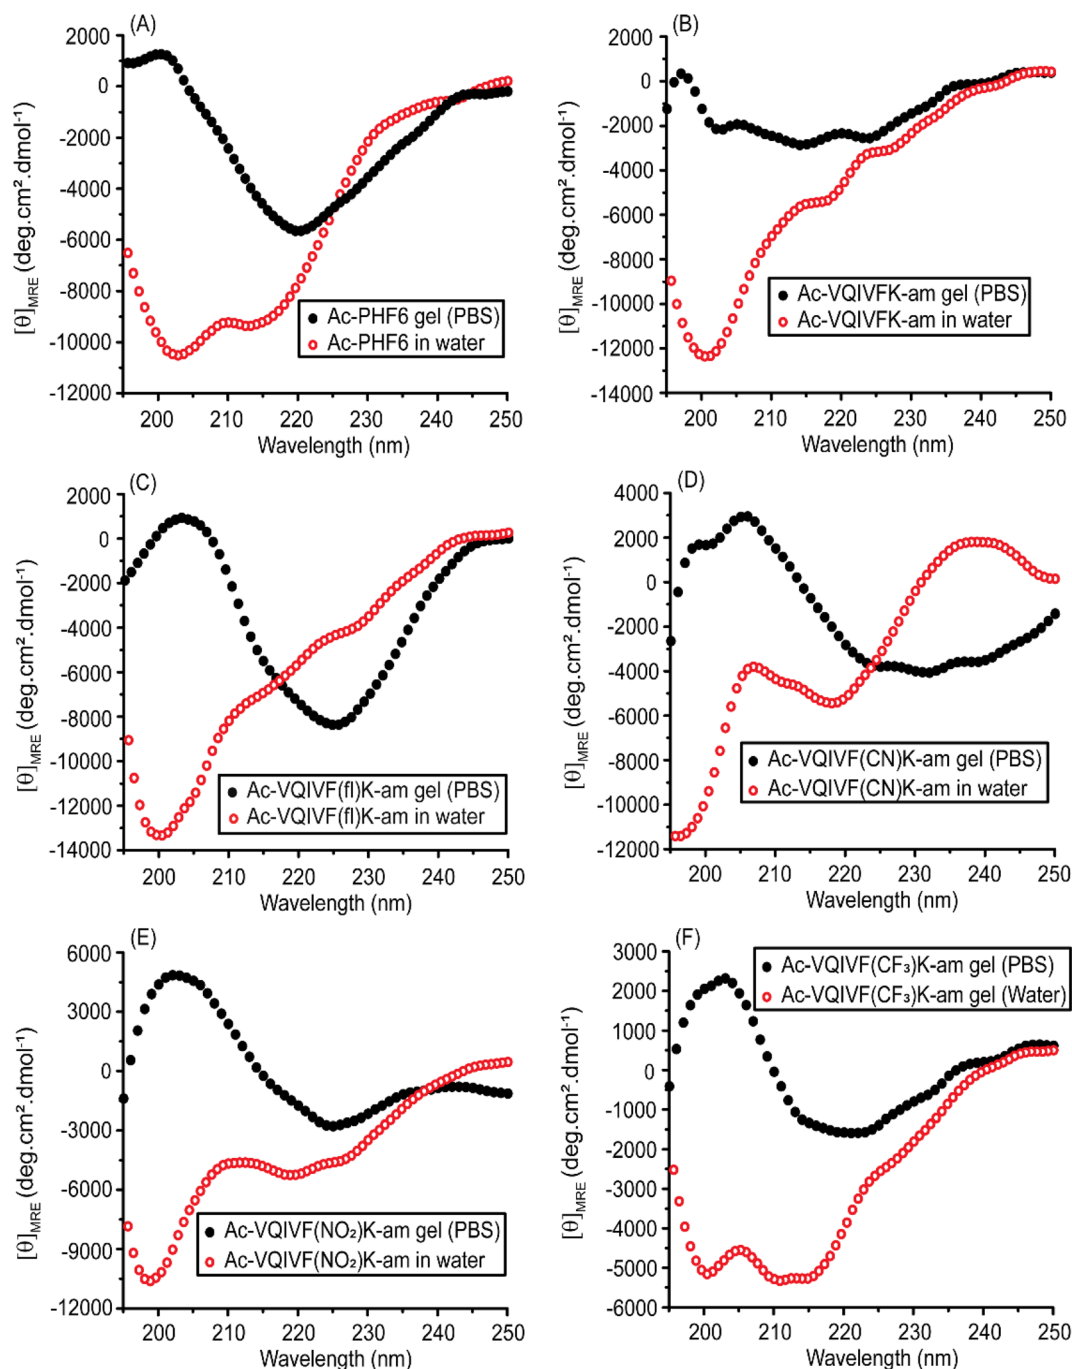 (A)
[θ]MRE (deg.cm².dmol⁻¹)
2000
0
-2000
-4000
-6000
-8000
-10000
-12000
Ac-PHF6 gel (PBS)
Ac-PHF6 in water
200 210 220 230 240 250
Wavelength (nm)
(B)
[θ]MRE (deg.cm².dmol⁻¹)
2000
0
-2000
-4000
-6000
-8000
-10000
-12000
-14000
Ac-VQIVFK-am gel (PBS)
Ac-VQIVFK-am in water
200 210 220 230 240 250
Wavelength (nm)
(C)
[θ]MRE (deg.cm².dmol⁻¹)
2000
0
-2000
-4000
-6000
-8000
-10000
-12000
-14000
Ac-VQIVF(fl)K-am gel (PBS)
Ac-VQIVF(fl)K-am in water
200 210 220 230 240 250
Wavelength (nm)
(D)
[θ]MRE (deg.cm².dmol⁻¹)
4000
2000
0
-2000
-4000
-6000
-8000
-10000
-12000
Ac-VQIVF(CN)K-am gel (PBS)
Ac-VQIVF(CN)K-am in water
200 210 220 230 240 250
Wavelength (nm)
(E)
[θ]MRE (deg.cm².dmol⁻¹)
6000
3000
0
-3000
-6000
-9000
-12000
Ac-VQIVF(NO₂)K-am gel (PBS)
Ac-VQIVF(NO₂)K-am in water
200 210 220 230 240 250
Wavelength (nm)
(F)
[θ]MRE (deg.cm².dmol⁻¹)
3000
2000
1000
0
-1000
-2000
-3000
-4000
-5000
-6000
Ac-VQIVF(CF₃)K-am gel (PBS)
Ac-VQIVF(CF₃)K-am gel (Water)
200 210 220 230 240 250
Wavelength (nm)